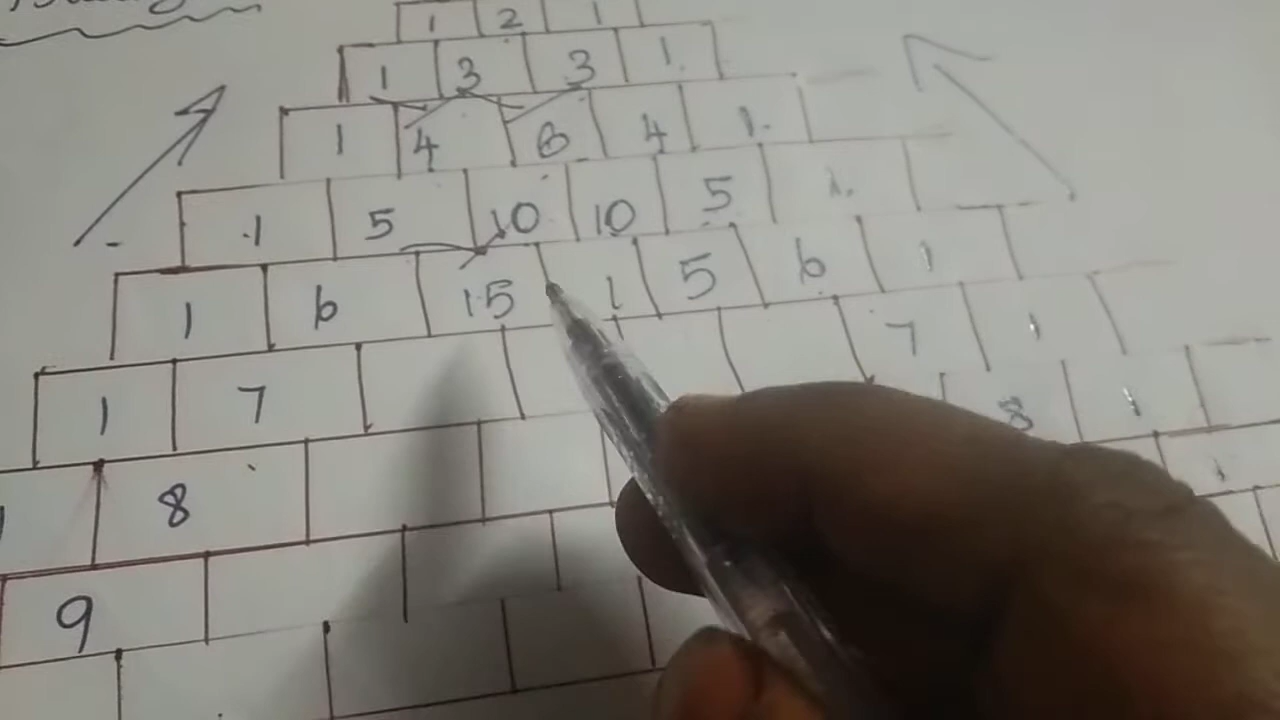 1 2 1
1 3 3 1
1 4 6 4 1
1 5 10 10 5 1
1 6 15 1 5 6 1
1 7 7 1
8 8 1
9 1